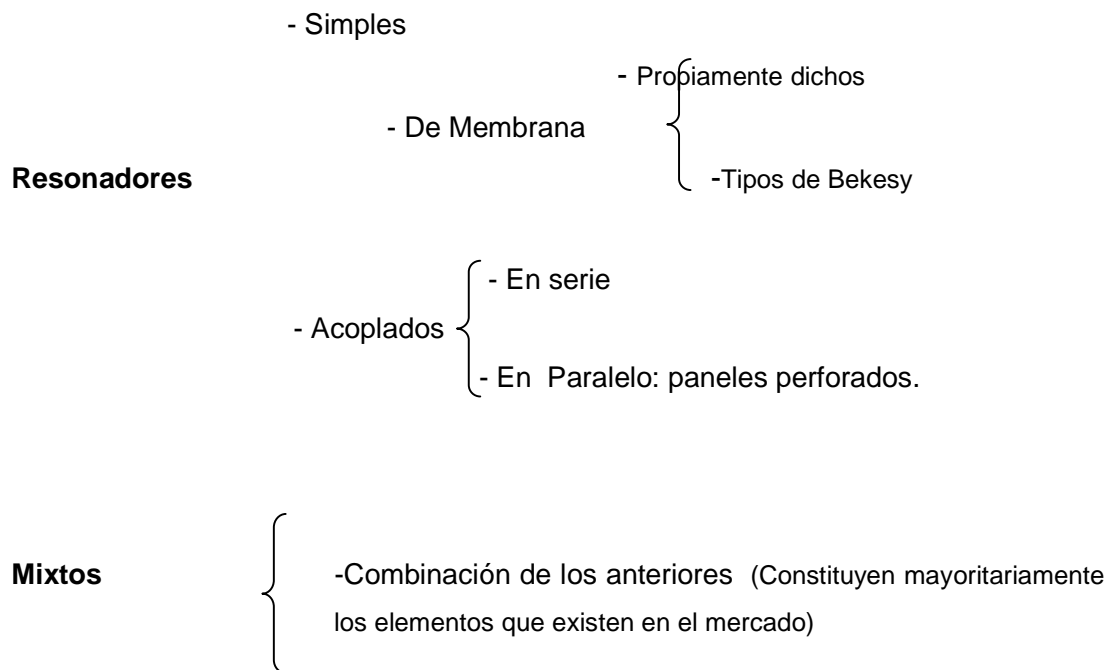 - Simples
- Propiamente dichos
- De Membrana
Resonadores
-Tipos de Bekesy
- En serie
- Acoplados
- En Paralelo: paneles perforados.
Mixtos
-Combinación de los anteriores (Constituyen mayoritariamente
los elementos que existen en el mercado)